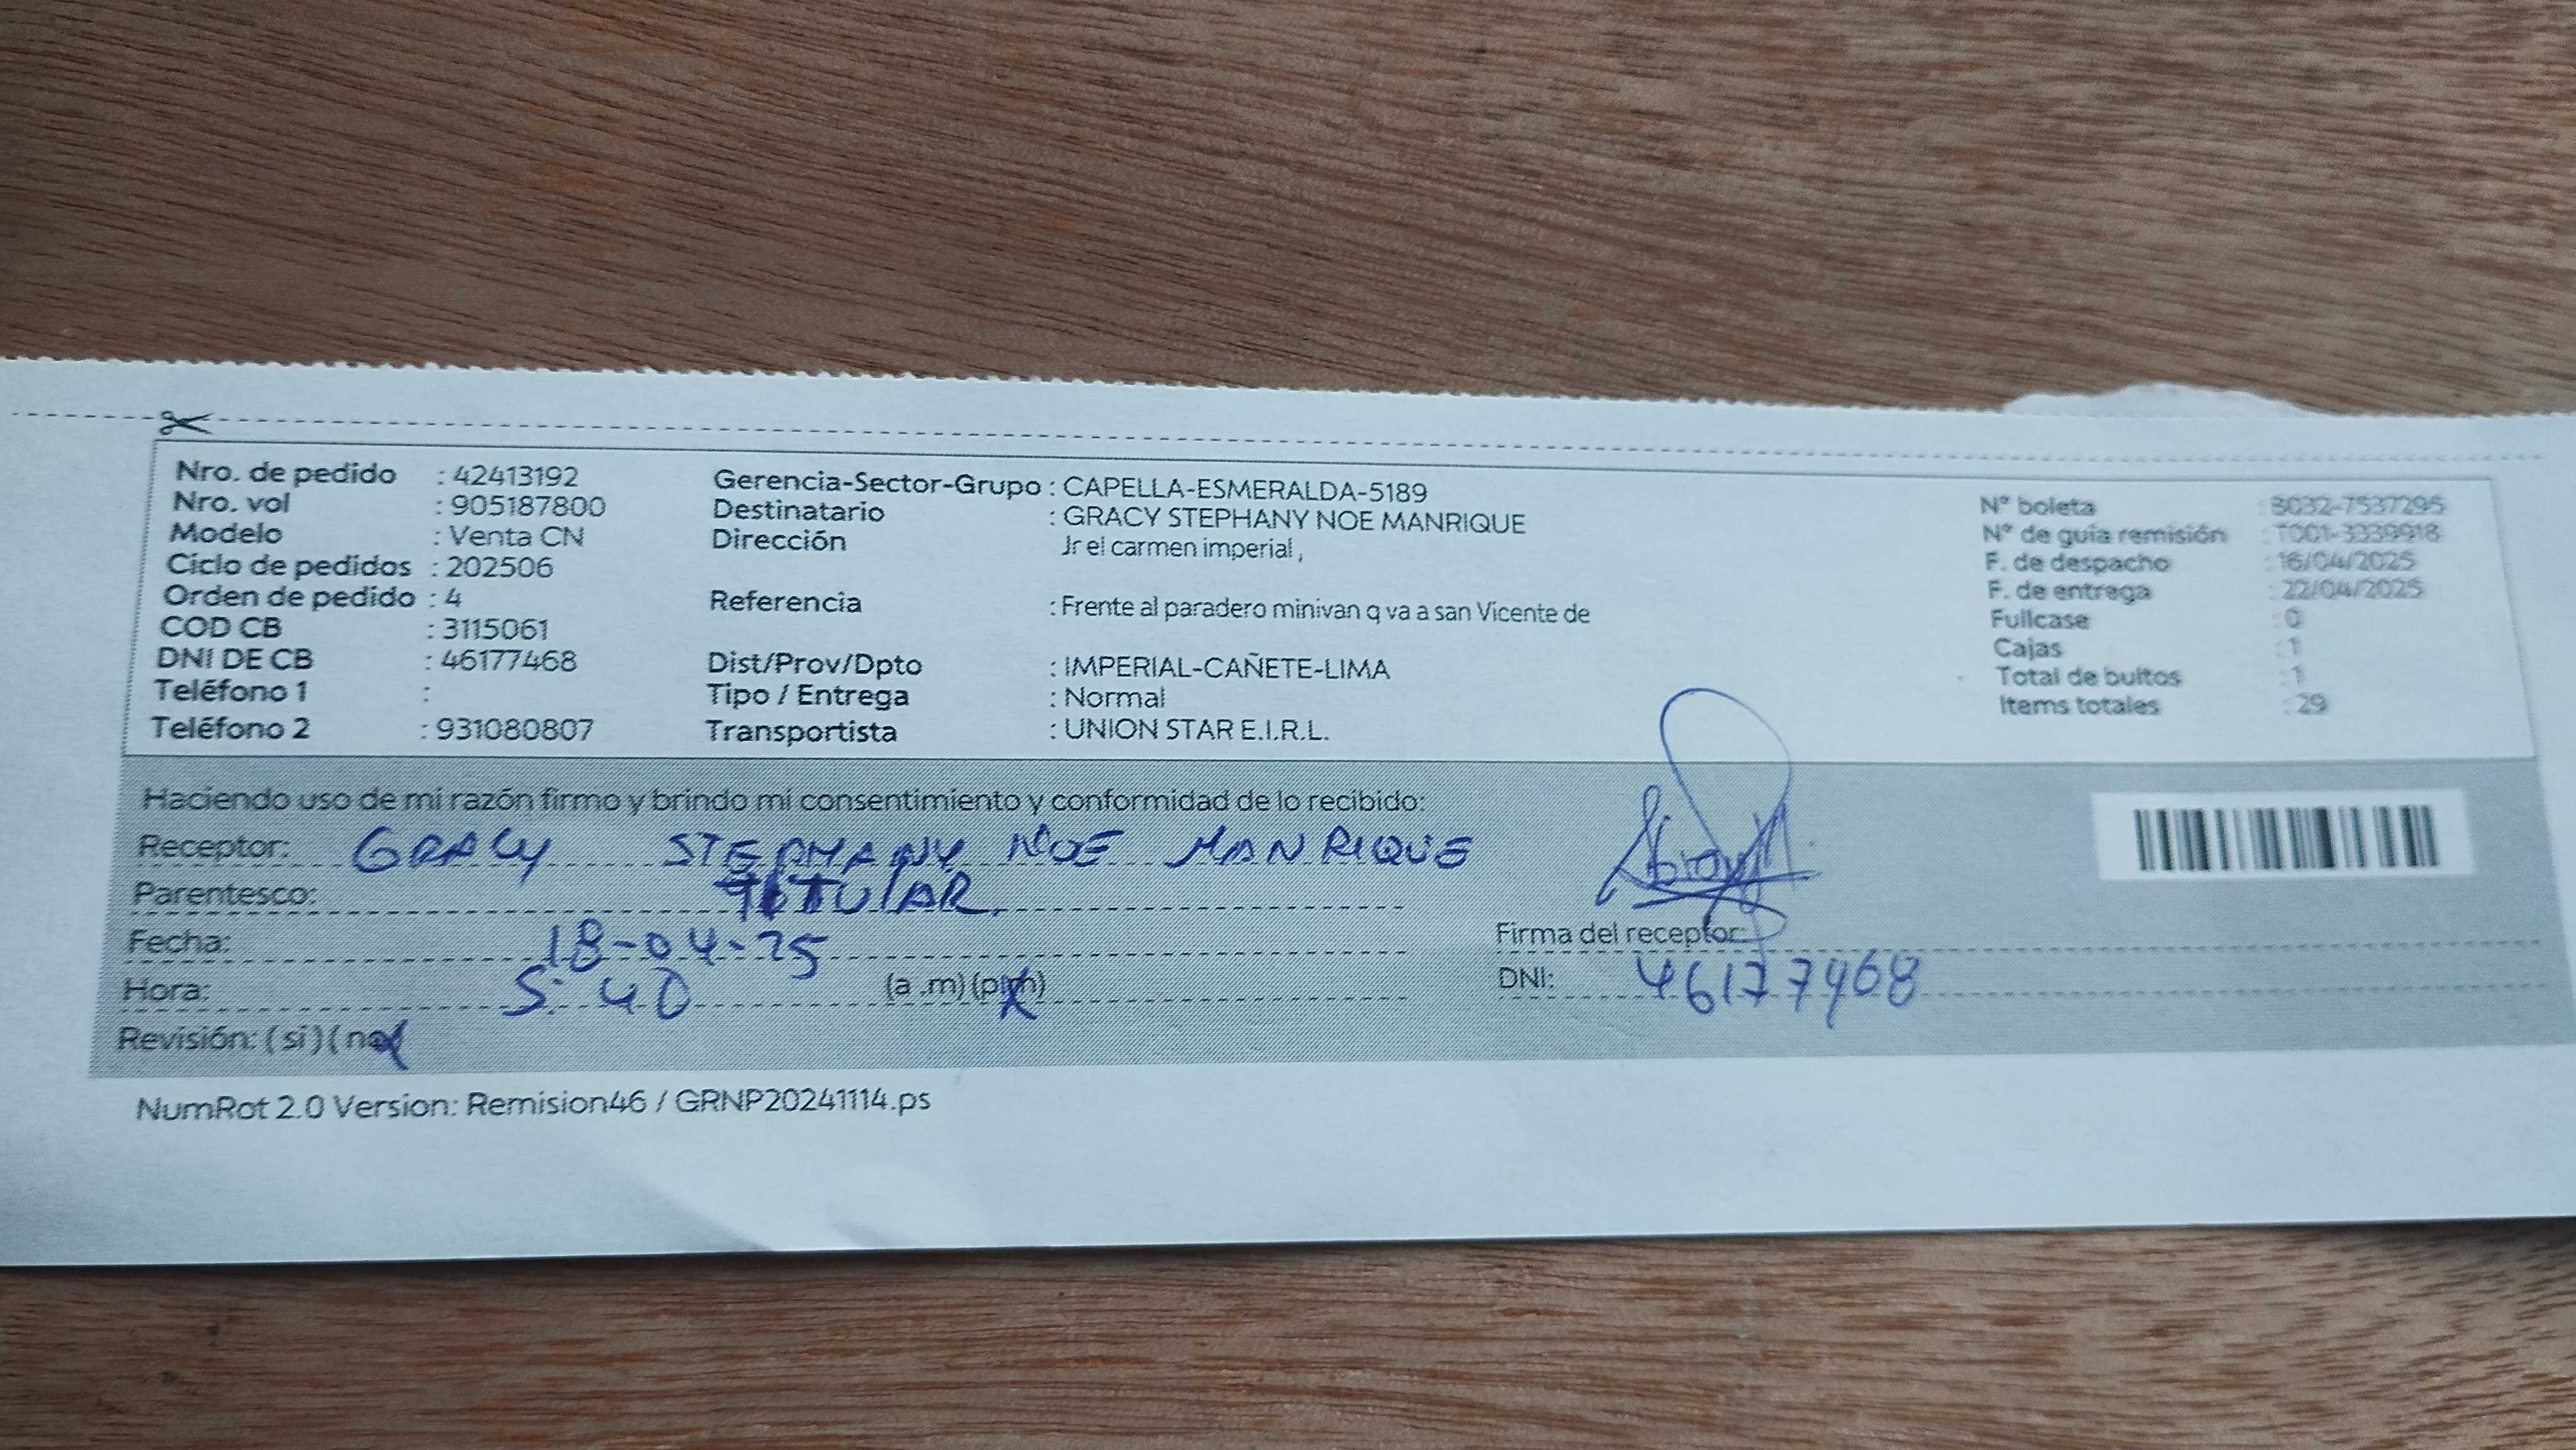 Nro. de pedido : 42413192
Nro. vol : 905187800
Modelo : Venta CN
Ciclo de pedidos : 202506
Orden de pedido : 4
COD CB : 3115061
DNI DE CB : 46177468
Teléfono 1 :
Teléfono 2 : 931080807
Gerencia-Sector-Grupo : CAPELLA-ESMERALDA-5189
Destinatario : GRACY STEPHANY NOE MANRIQUE
Dirección Jr el carmen imperial ,
Referencia : Frente al paradero minivan q va a san Vicente de
Dist/Prov/Dpto : IMPERIAL-CAÑETE-LIMA
Tipo / Entrega : Normal
Transportista : UNION STAR E.I.R.L.
N° boleta : B032-7537295
N° de guía remisión : T001-3339918
F. de despacho : 16/04/2025
F. de entrega : 22/04/2025
Fullcase : 0
Cajas : 1
Total de bultos : 1
Items totales : 29
Haciendo uso de mi razón firmo y brindo mi consentimiento y conformidad de lo recibido:
Receptor: GRACY STEPHANY NOE MANRIQUE
Parentesco: TITULAR.
Fecha: 18-04-25
Hora: 5:40 (a .m) (p.m)
Revisión: ( si ) ( no )
Firma del receptor:
DNI: 46177468
NumRot 2.0 Version: Remision46 / GRNP20241114.ps